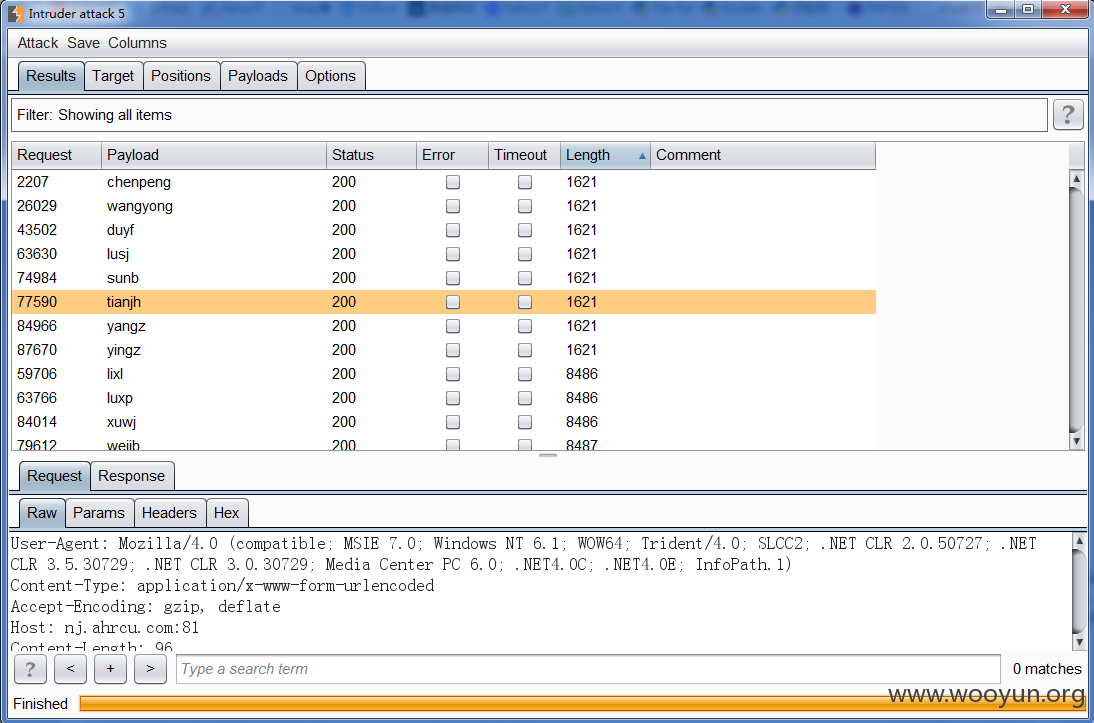 Intruder attack 5
Attack Save Columns
Results Target Positions Payloads Options
Filter: Showing all items
?
Request Payload Status Error Timeout Length Comment
2207 chenpeng 200 1621
26029 wangyong 200 1621
43502 duyf 200 1621
63630 lusj 200 1621
74984 sunb 200 1621
77590 tianjh 200 1621
84966 yangz 200 1621
87670 yingz 200 1621
59706 lixl 200 8486
63766 luxp 200 8486
84014 xuwj 200 8486
79612 weijb 200 8487
Request Response
Raw Params Headers Hex
User-Agent: Mozilla/4.0 (compatible; MSIE 7.0; Windows NT 6.1; WOW64; Trident/4.0; SLCC2; .NET CLR 2.0.50727; .NET
CLR 3.5.30729; .NET CLR 3.0.30729; Media Center PC 6.0; .NET4.0C; .NET4.0E; InfoPath.1)
Content-Type: application/x-www-form-urlencoded
Accept-Encoding: gzip, deflate
Host: nj.ahrcu.com:81
Content-Length: 96
? < + > Type a search term 0 matches
Finished
www.wooyun.org